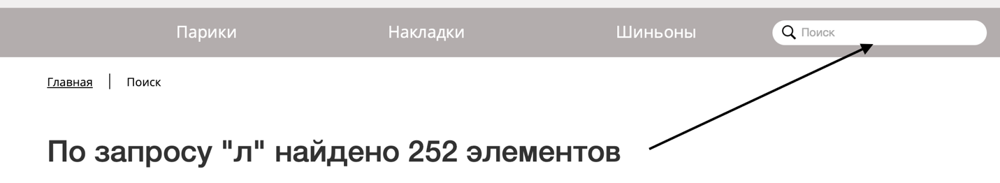 Парики Накладки Шиньоны Поиск
Главная | Поиск
По запросу "л" найдено 252 элементов